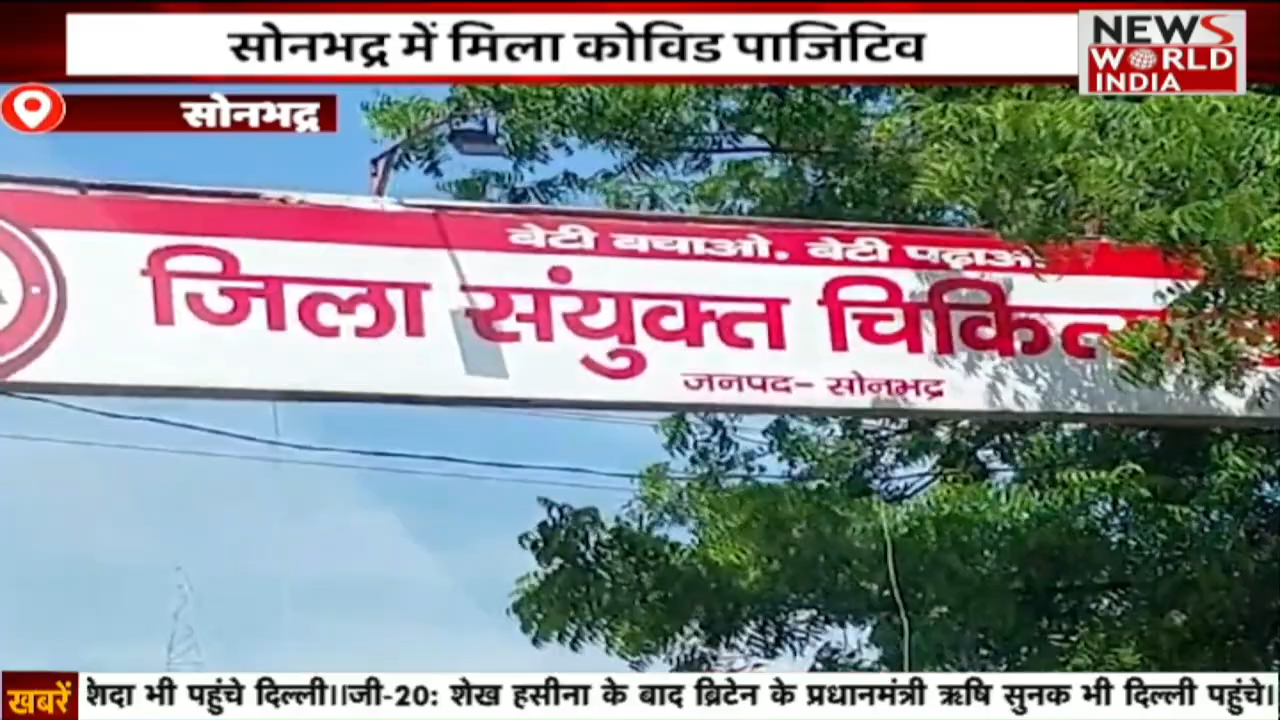 सोनभद्र में मिला कोविड पाजिटिव
NEWS
WORLD
INDIA
सोनभद्र
बेटी बचाओ, बेटी पढ़ाओ
जिला संयुक्त
जनपद- सोनभद्र
खबरें
शिदा भी पहुंचे दिल्ली।।जी-20: शेख हसीना के बाद ब्रिटेन के प्रधानमंत्री ऋषि सुनक भी दिल्ली पहुंचे।